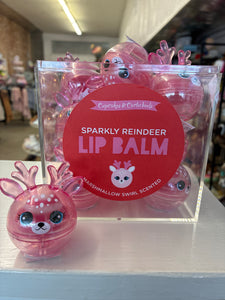 Cupcakes & Cartwheels
SPARKLY REINDEER
LIP BALM
MARSHMALLOW SWIRL SCENTED